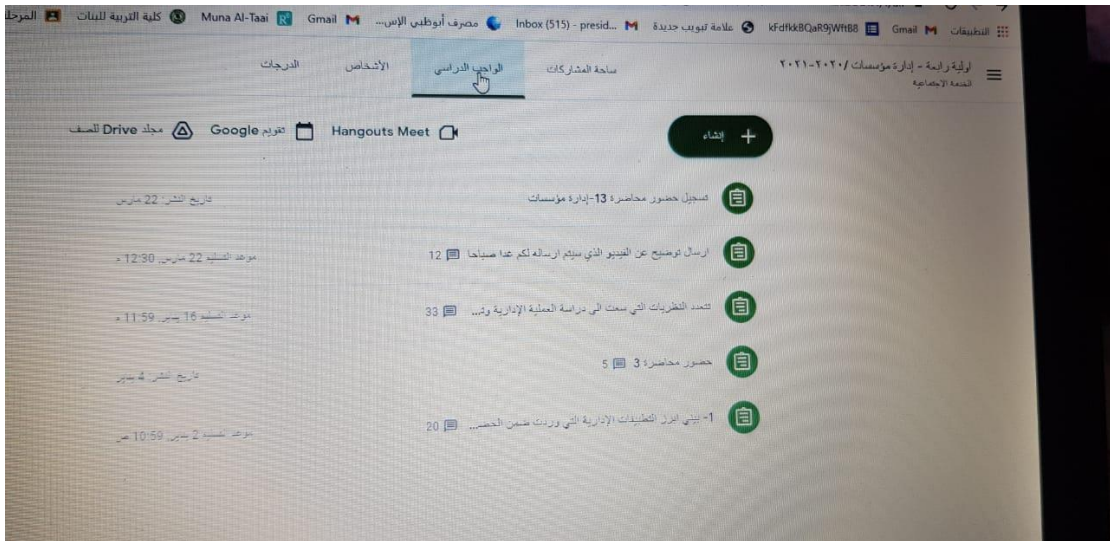 التطبيقات Gmail kFdfkkBQaR9jWftB8 علامة تبويب جديدة Inbox (515) - presid... مصرف أبوظبي الإس... Gmail Muna Al-Taai كلية التربية للبنات
أولية رابعة - إدارة مؤسسات /٢٠٢٠-٢٠٢١
الخدمة الاجتماعية
ساحة المشاركات الواجب الدراسي الأشخاص الدرجات
إنشاء
Hangouts Meet تقويم Google مجلد Drive للصف
تسجيل حضور محاضرة 13-إدارة مؤسسات تاريخ النشر: 22 مارس
ارسال توضيح عن الفيديو الذي سيتم ارساله لكم غدا صباحا 12 موعد التسليم 22 مارس, 12:30 م
تتعدد النظريات التي سعت الى دراسة العملية الإدارية وتـ... 33 موعد التسليم 16 يناير, 11:59 م
حضور محاضرة 3 5 تاريخ النشر: 4 يناير
1- بيني ابرز التطبيقات الإدارية التي وردت ضمن الحضـ... 20 موعد التسليم 2 يناير, 10:59 ص